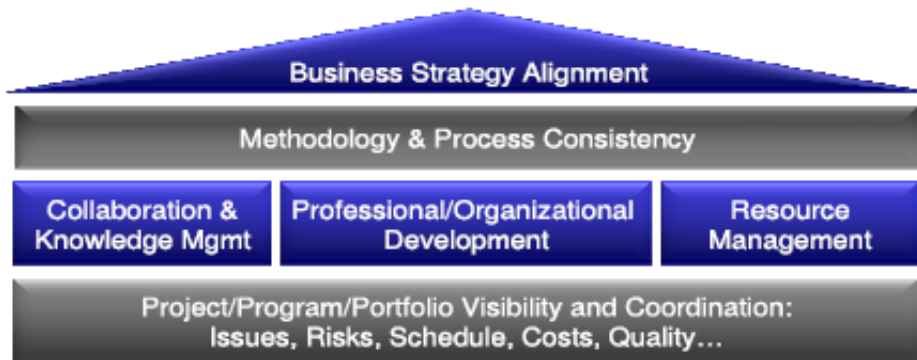 Business Strategy Alignment
Methodology & Process Consistency
Collaboration &
Knowledge Mgmt
Professional/Organizational
Development
Resource
Management
Project/Program/Portfolio Visibility and Coordination:
Issues, Risks, Schedule, Costs, Quality...